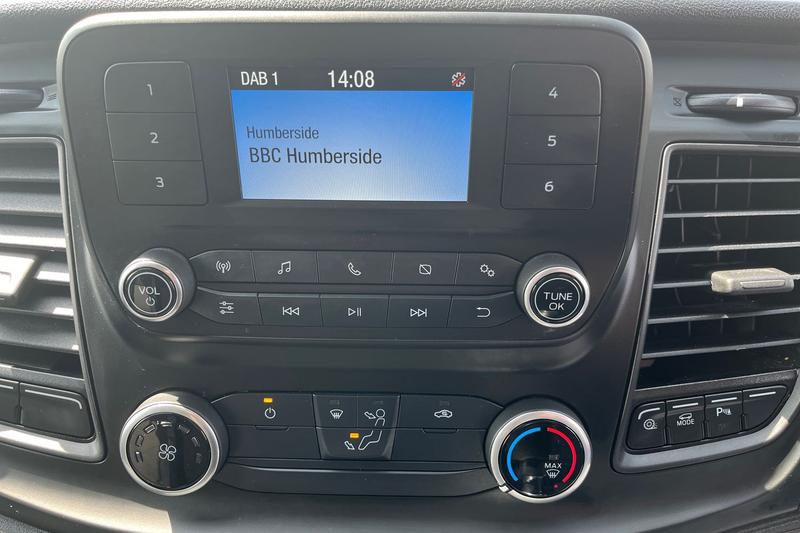 DAB 1 14:08
Humberside
BBC Humberside
1
2
3
4
5
6
VOL
TUNE
OK
MAX
MODE
P